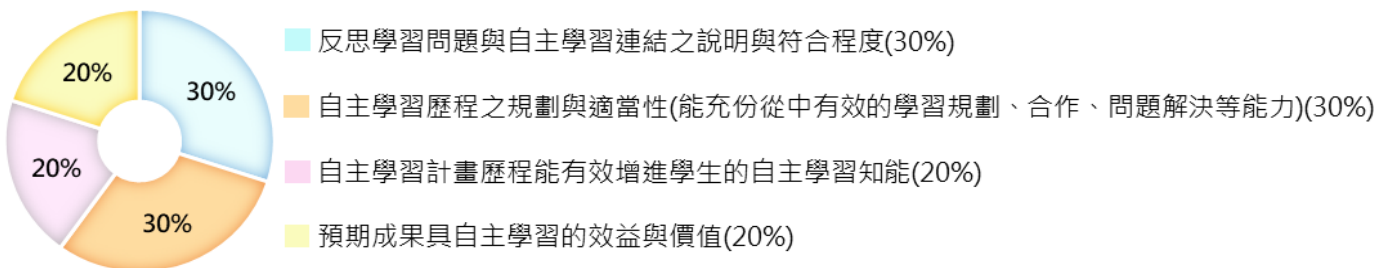 20%
30%
20%
30%
反思學習問題與自主學習連結之說明與符合程度(30%)
自主學習歷程之規劃與適當性(能充份從中有效的學習規劃、合作、問題解決等能力)(30%)
自主學習計畫歷程能有效增進學生的自主學習知能(20%)
預期成果具自主學習的效益與價值(20%)